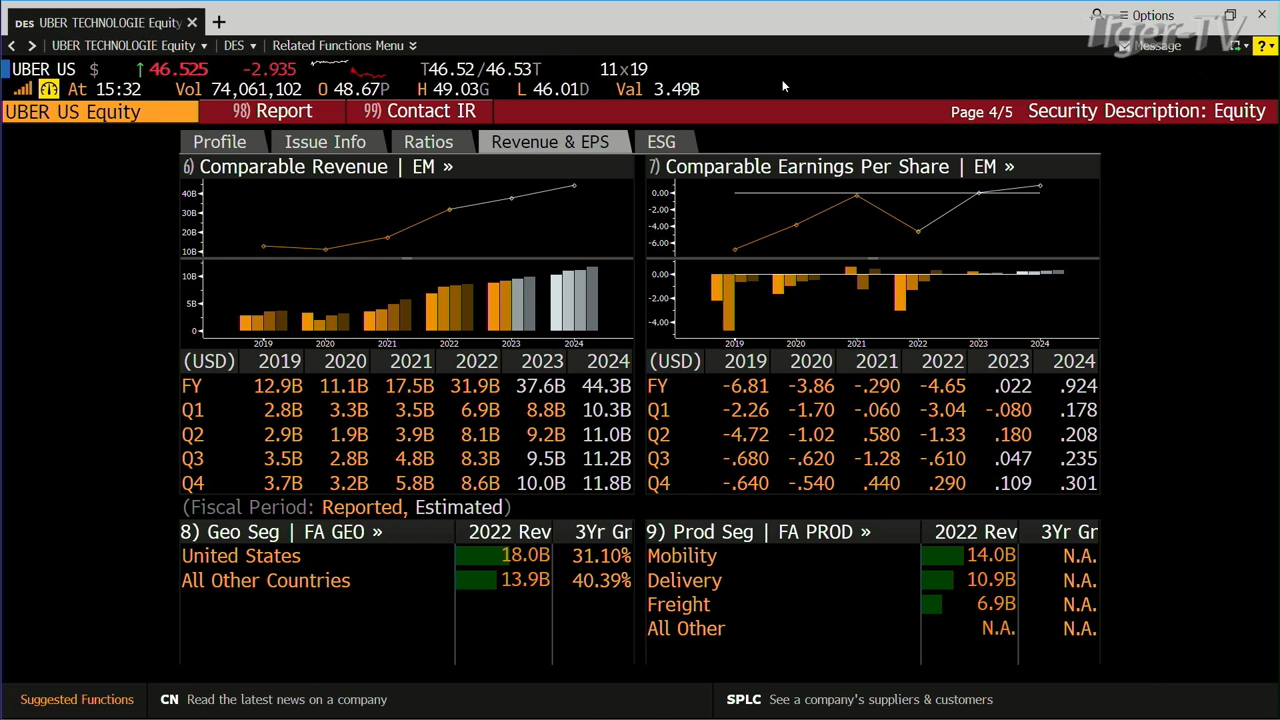 DES UBER TECHNOLOGIE Equity × +
Options
< > UBER TECHNOLOGIE Equity ▾ DES ▾ Related Functions Menu Message ? ▾
Tiger-TV
UBER US $ ↑ 46.525 -2.935 T46.52/46.53T 11x19
At 15:32 Vol 74,061,102 O 48.67P H 49.03G L 46.01D Val 3.49B
UBER US Equity 98) Report 99) Contact IR Page 4/5 Security Description: Equity
Profile Issue Info Ratios Revenue & EPS ESG
6) Comparable Revenue | EM »
40B
30B
20B
10B
10B
5B
0
2019 2020 2021 2022 2023 2024
(USD) 2019 2020 2021 2022 2023 2024
FY 12.9B 11.1B 17.5B 31.9B 37.6B 44.3B
Q1 2.8B 3.3B 3.5B 6.9B 8.8B 10.3B
Q2 2.9B 1.9B 3.9B 8.1B 9.2B 11.0B
Q3 3.5B 2.8B 4.8B 8.3B 9.5B 11.2B
Q4 3.7B 3.2B 5.8B 8.6B 10.0B 11.8B
7) Comparable Earnings Per Share | EM »
0.00
-2.00
-4.00
-6.00
0.00
-2.00
-4.00
2019 2020 2021 2022 2023 2024
(USD) 2019 2020 2021 2022 2023 2024
FY -6.81 -3.86 -.290 -4.65 .022 .924
Q1 -2.26 -1.70 -.060 -3.04 -.080 .178
Q2 -4.72 -1.02 .580 -1.33 .180 .208
Q3 -.680 -.620 -1.28 -.610 .047 .235
Q4 -.640 -.540 .440 .290 .109 .301
(Fiscal Period: Reported, Estimated)
8) Geo Seg | FA GEO » 2022 Rev 3Yr Gr
United States 18.0B 31.10%
All Other Countries 13.9B 40.39%
9) Prod Seg | FA PROD » 2022 Rev 3Yr Gr
Mobility 14.0B N.A.
Delivery 10.9B N.A.
Freight 6.9B N.A.
All Other N.A. N.A.
Suggested Functions CN Read the latest news on a company SPLC See a company's suppliers & customers